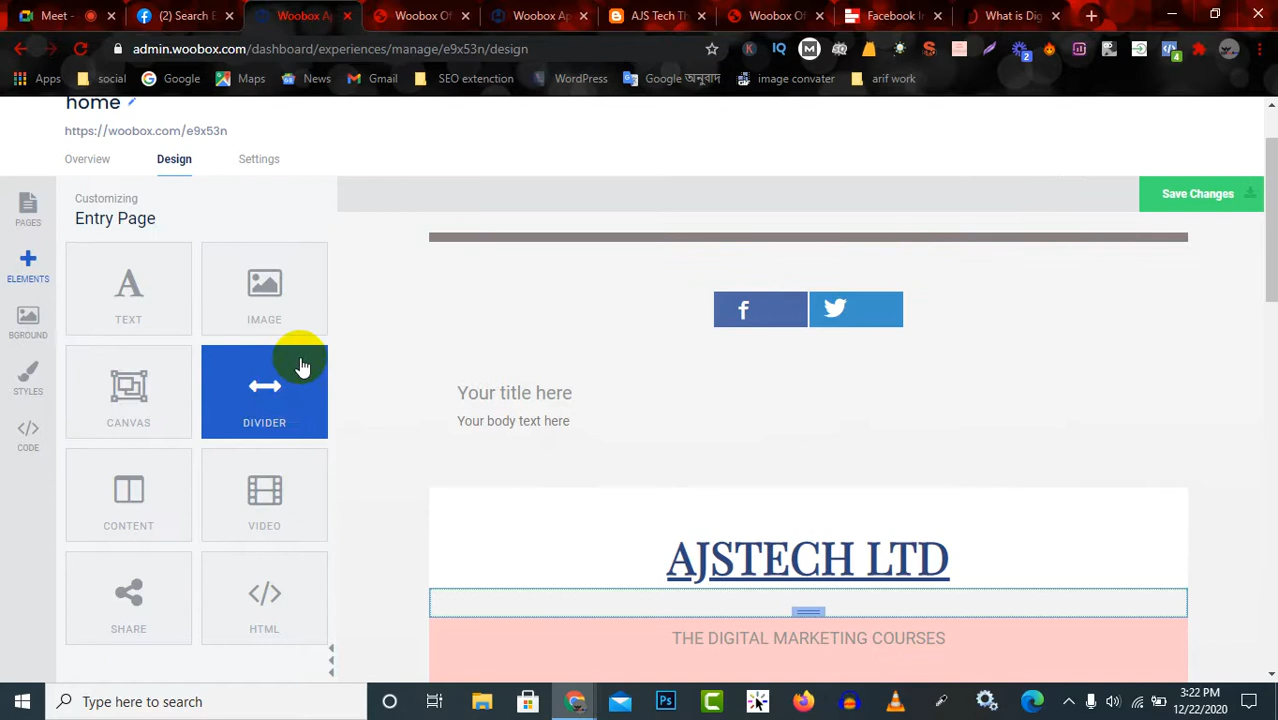 Meet -
(2) Search E
Woobox Ap
Woobox Of
Woobox Ap
AJS Tech Th
Woobox Of
Facebook In
What is Dig
admin.woobox.com/dashboard/experiences/manage/e9x53n/design
Apps
social
Google
Maps
News
Gmail
SEO extenction
WordPress
Google অনুবাদ
image convater
arif work
home
https://woobox.com/e9x53n
Overview
Design
Settings
PAGES
ELEMENTS
BGROUND
STYLES
CODE
Customizing
Entry Page
Save Changes
TEXT
IMAGE
CANVAS
DIVIDER
CONTENT
VIDEO
SHARE
HTML
Your title here
Your body text here
AJSTECH LTD
THE DIGITAL MARKETING COURSES
Type here to search
3:22 PM
12/22/2020